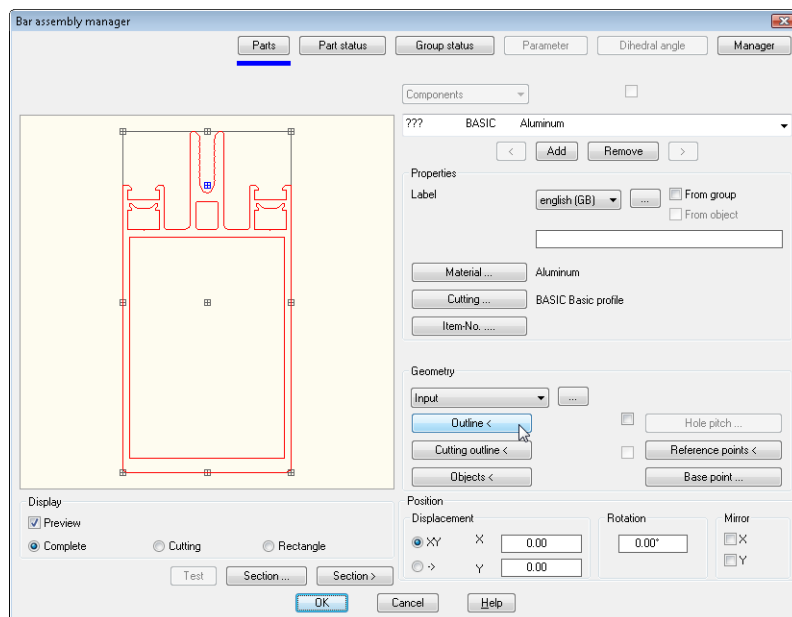 Bar assembly manager
Parts Part status Group status Parameter Dihedral angle Manager
Components
??? BASIC Aluminum
< Add Remove >
Properties
Label english (GB) ... From group
From object
Material ... Aluminum
Cutting ... BASIC Basic profile
Item-No. ....
Geometry
Input ...
Outline < Hole pitch ...
Cutting outline < Reference points <
Objects < Base point ...
Display
Preview
Complete Cutting Rectangle
Test Section ... Section >
Position
Displacement Rotation Mirror
XY X 0.00 0.00° X
-> Y 0.00 Y
OK Cancel Help